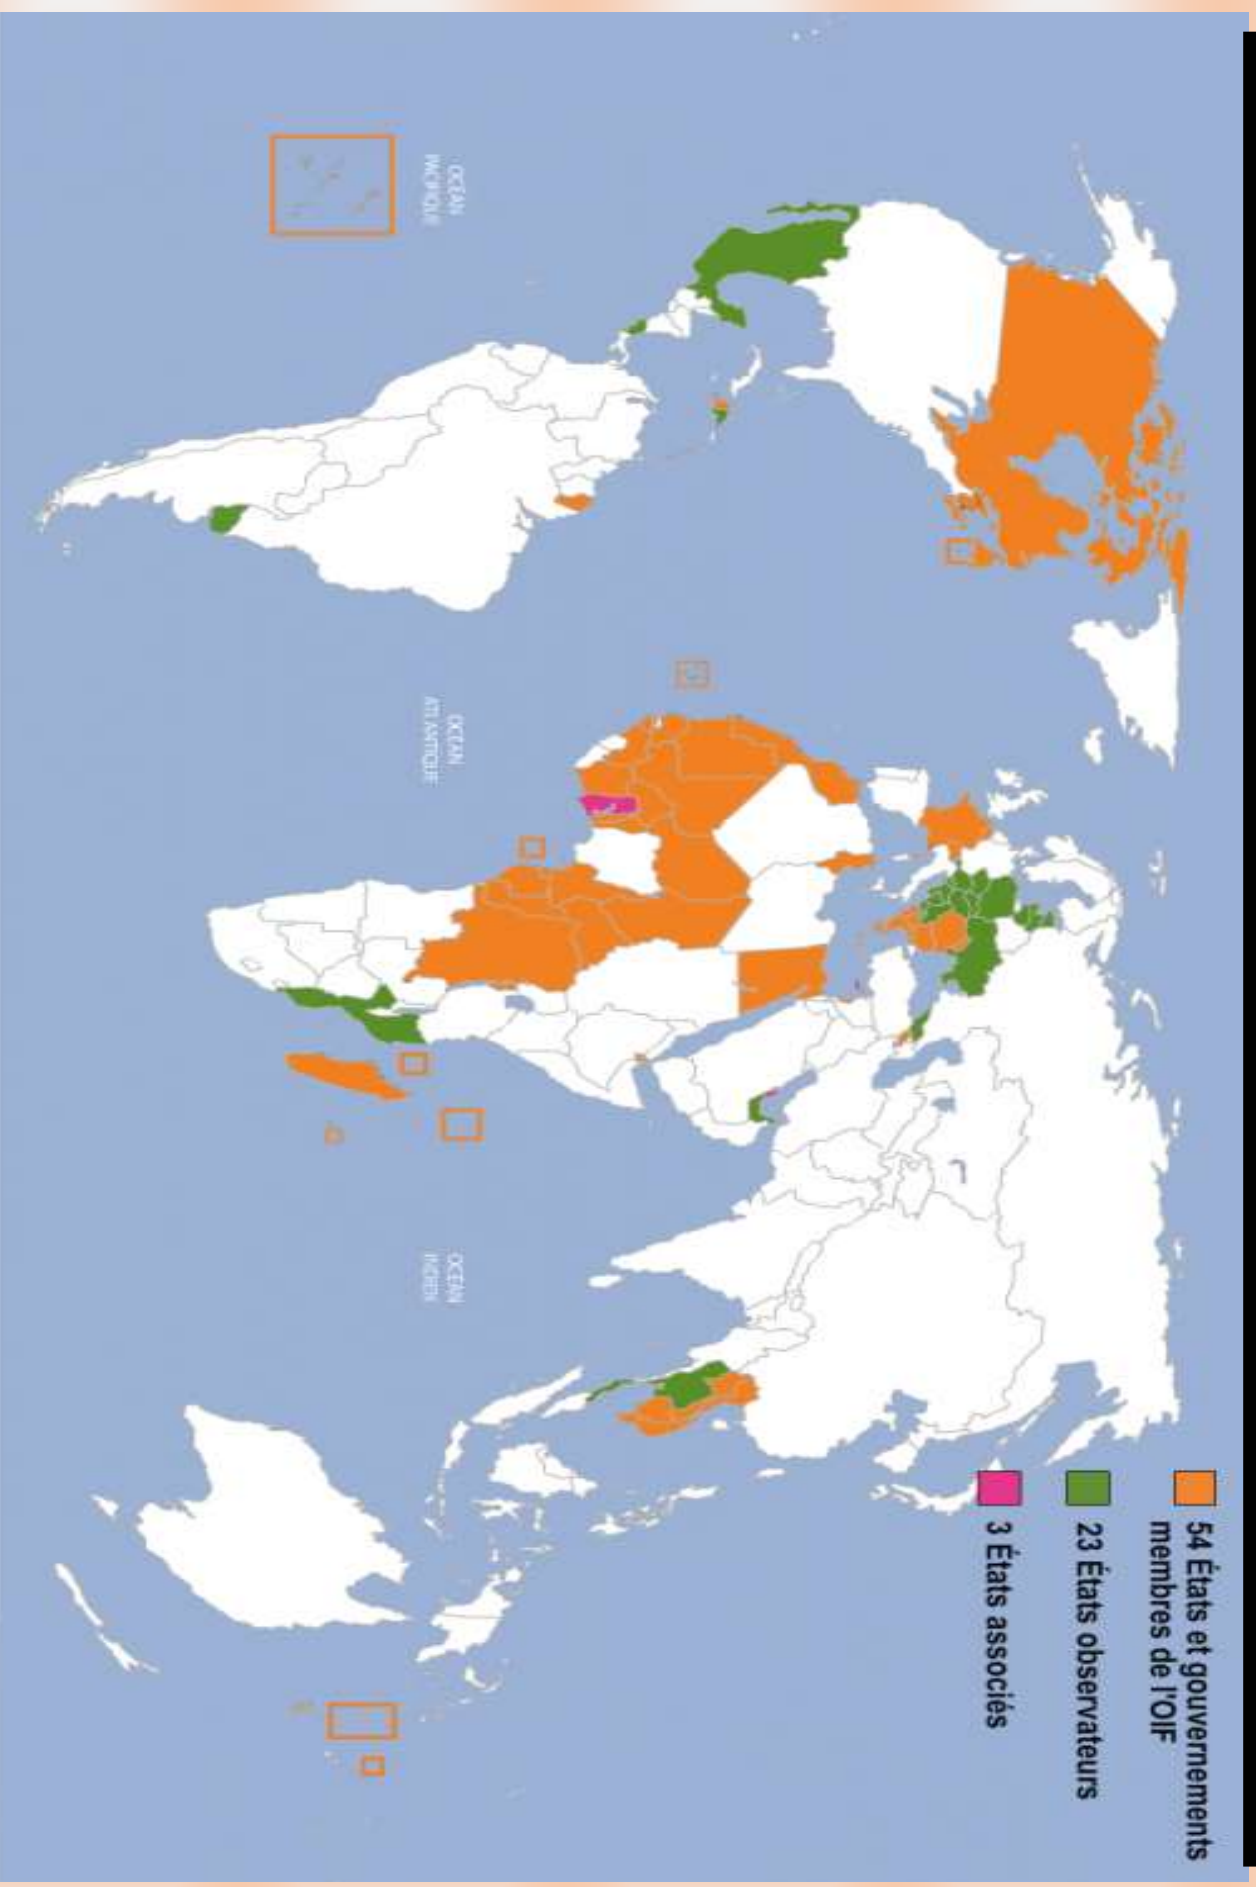 54 États et gouvernements
membres de l'OIF
23 États observateurs
3 États associés
OCÉAN
PACIFIQUE
OCÉAN
ATLANTIQUE
OCÉAN
INDIEN